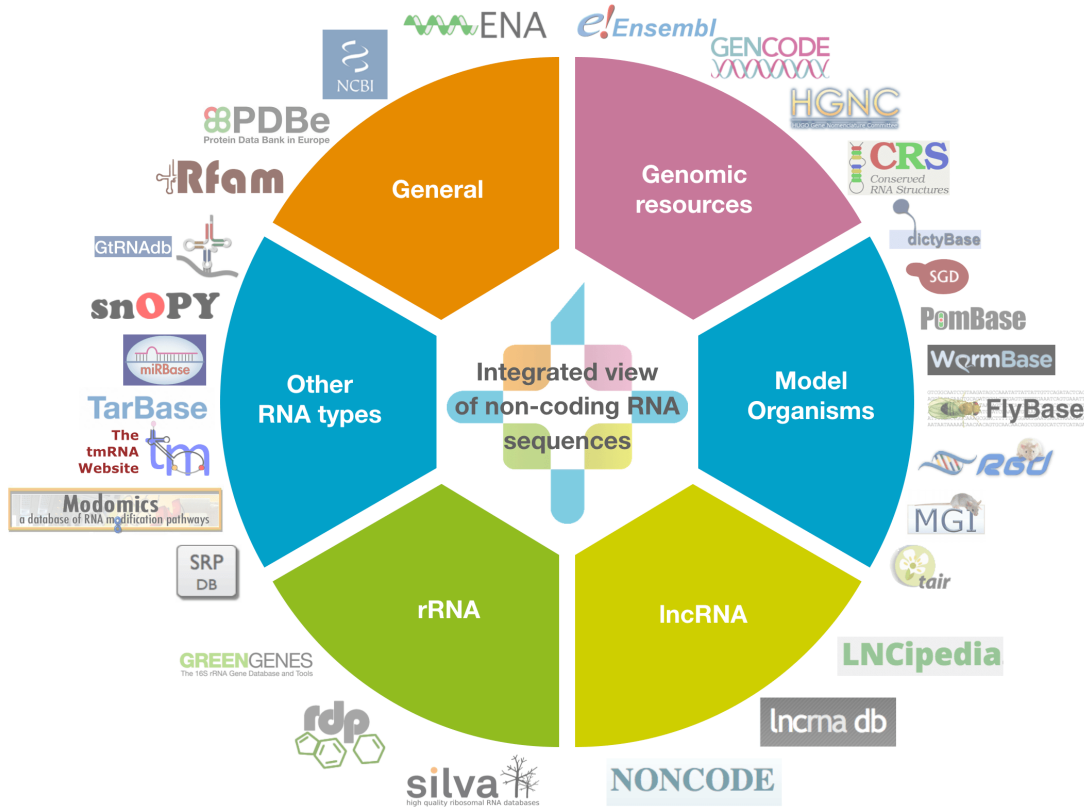 ENA
e!Ensembl
NCBI
GENCODE
HGNC
HUGO Gene Nomenclature Committee
PDBe
Protein Data Bank in Europe
CRS
Conserved
RNA Structures
Rfam
General
Genomic
resources
GtRNAdb
dictyBase
SGD
snOPY
PomBase
miRBase
WormBase
TarBase
FlyBase
The
tmRNA
Website
tm
RGD
Modomics
a database of RNA modification pathways
MGI
SRP
DB
tair
Other
RNA types
Integrated view
of non-coding RNA
sequences
Model
Organisms
rRNA
lncRNA
GREENGENES
The 16S rRNA Gene Database and Tools
LNCipedia
rdp
lncrna db
silva
high quality ribosomal RNA databases
NONCODE